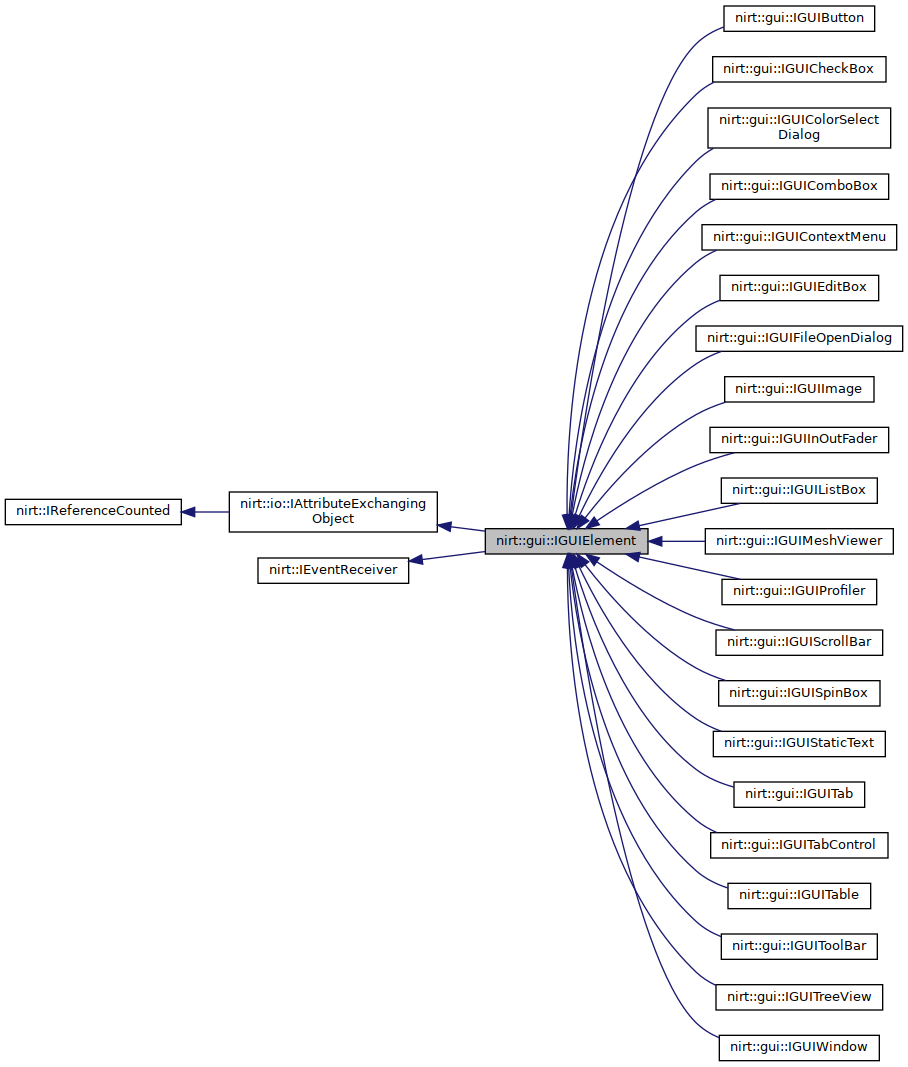 nirt::gui::IGUIButton
nirt::gui::IGUICheckBox
nirt::gui::IGUIColorSelect
Dialog
nirt::gui::IGUIComboBox
nirt::gui::IGUIContextMenu
nirt::gui::IGUIEditBox
nirt::gui::IGUIFileOpenDialog
nirt::gui::IGUIImage
nirt::gui::IGUIInOutFader
nirt::gui::IGUIListBox
nirt::IReferenceCounted
nirt::io::IAttributeExchanging
Object
nirt::gui::IGUIElement
nirt::gui::IGUIMeshViewer
nirt::IEventReceiver
nirt::gui::IGUIProfiler
nirt::gui::IGUIScrollBar
nirt::gui::IGUISpinBox
nirt::gui::IGUIStaticText
nirt::gui::IGUITab
nirt::gui::IGUITabControl
nirt::gui::IGUITable
nirt::gui::IGUIToolBar
nirt::gui::IGUITreeView
nirt::gui::IGUIWindow